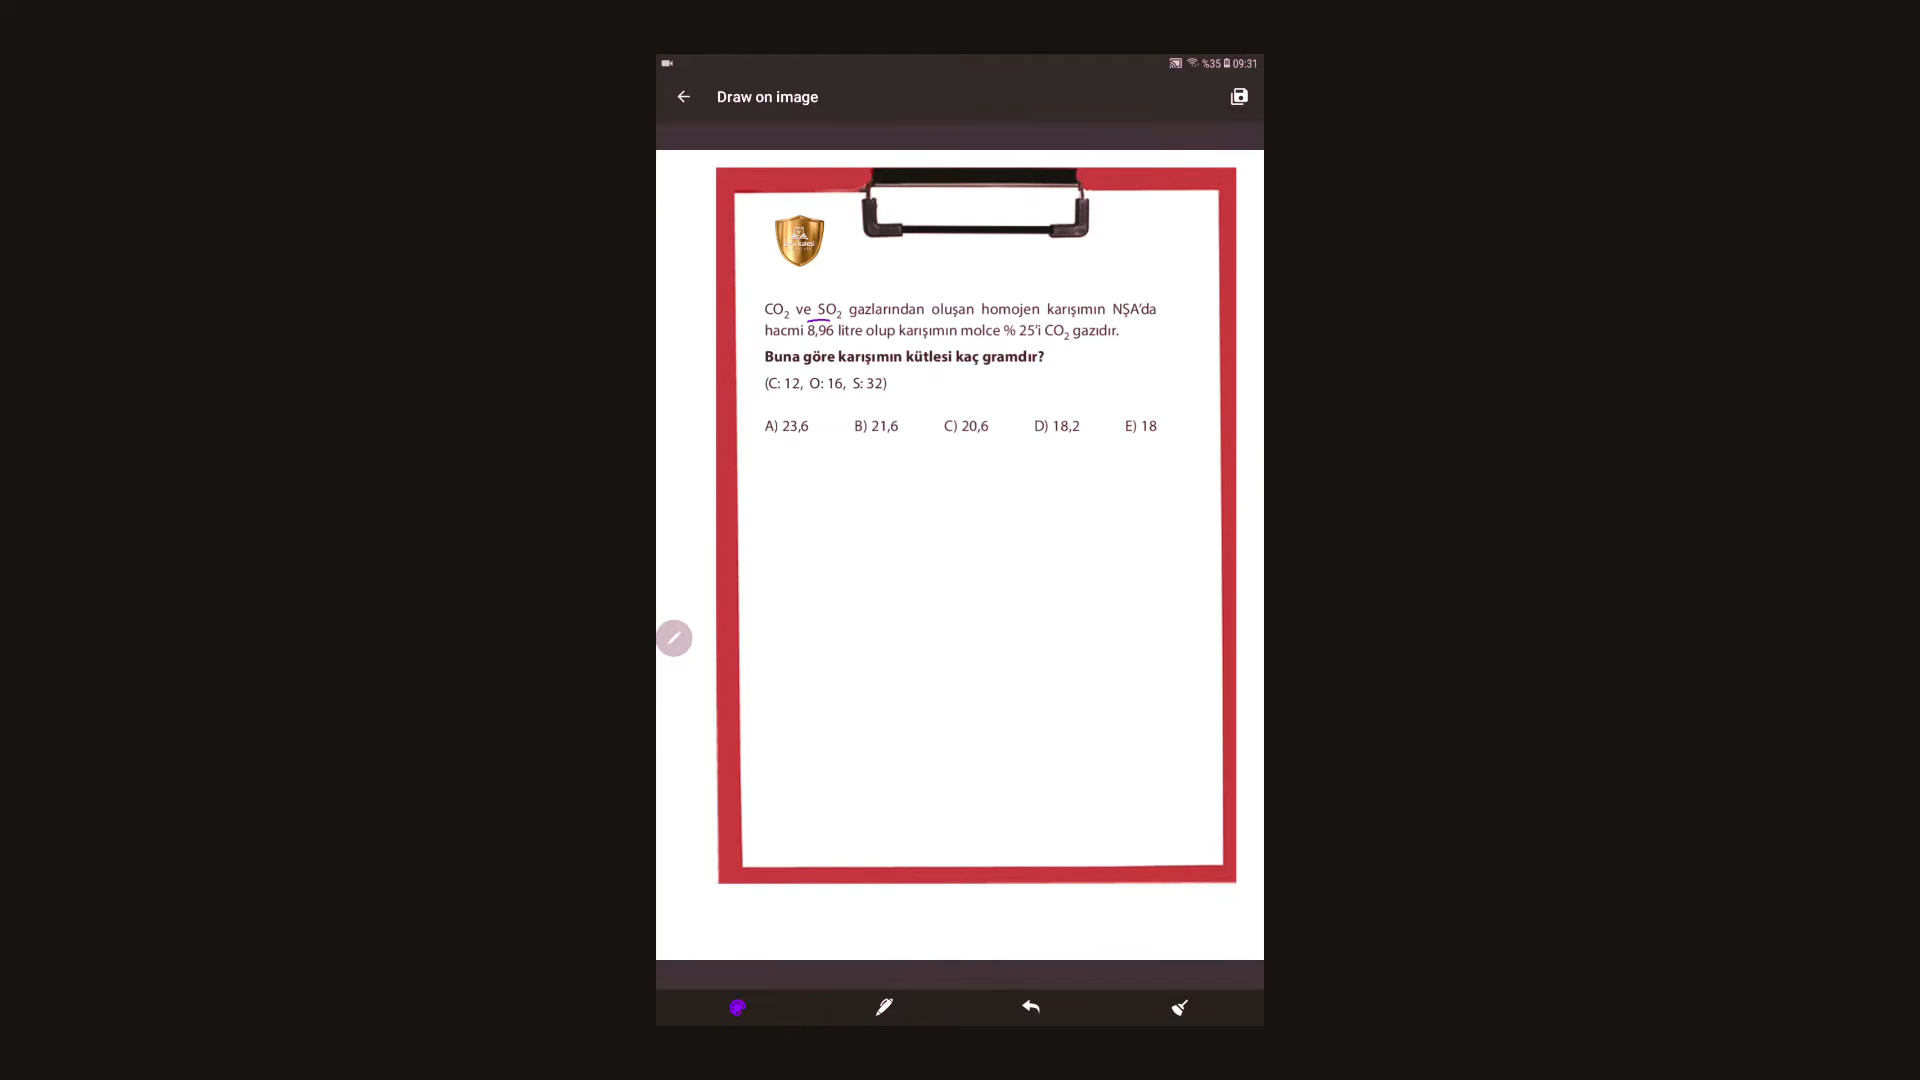 %35 09:31
Draw on image
CO₂ ve SO₂ gazlarından oluşan homojen karışımın NŞA’da
hacmi 8,96 litre olup karışımın molce % 25’i CO₂ gazıdır.
Buna göre karışımın kütlesi kaç gramdır?
(C: 12, O: 16, S: 32)
A) 23,6 B) 21,6 C) 20,6 D) 18,2 E) 18